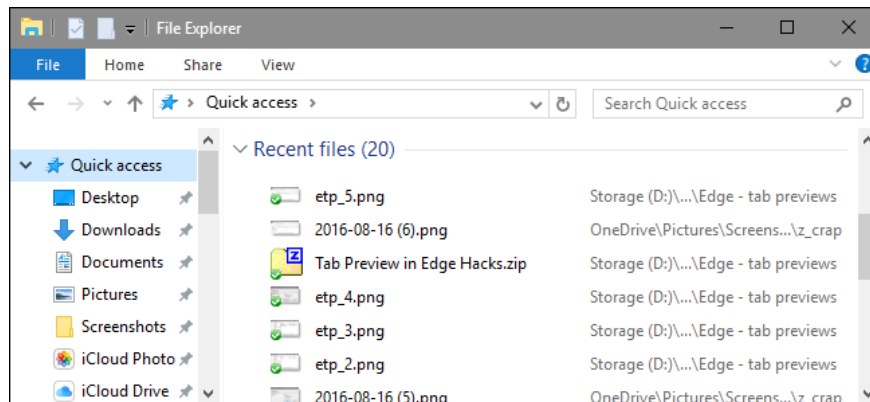 File Explorer
File Home Share View
Quick access
Search Quick access
Quick access
Desktop
Downloads
Documents
Pictures
Screenshots
iCloud Photo
iCloud Drive
Recent files (20)
etp_5.png Storage (D:)\...\Edge - tab previews
2016-08-16 (6).png OneDrive\Pictures\Screens...\z_crap
Tab Preview in Edge Hacks.zip Storage (D:)\...\Edge - tab previews
etp_4.png Storage (D:)\...\Edge - tab previews
etp_3.png Storage (D:)\...\Edge - tab previews
etp_2.png Storage (D:)\...\Edge - tab previews
2016-08-16 (5).png OneDrive\Pictures\Screens...\z_crap